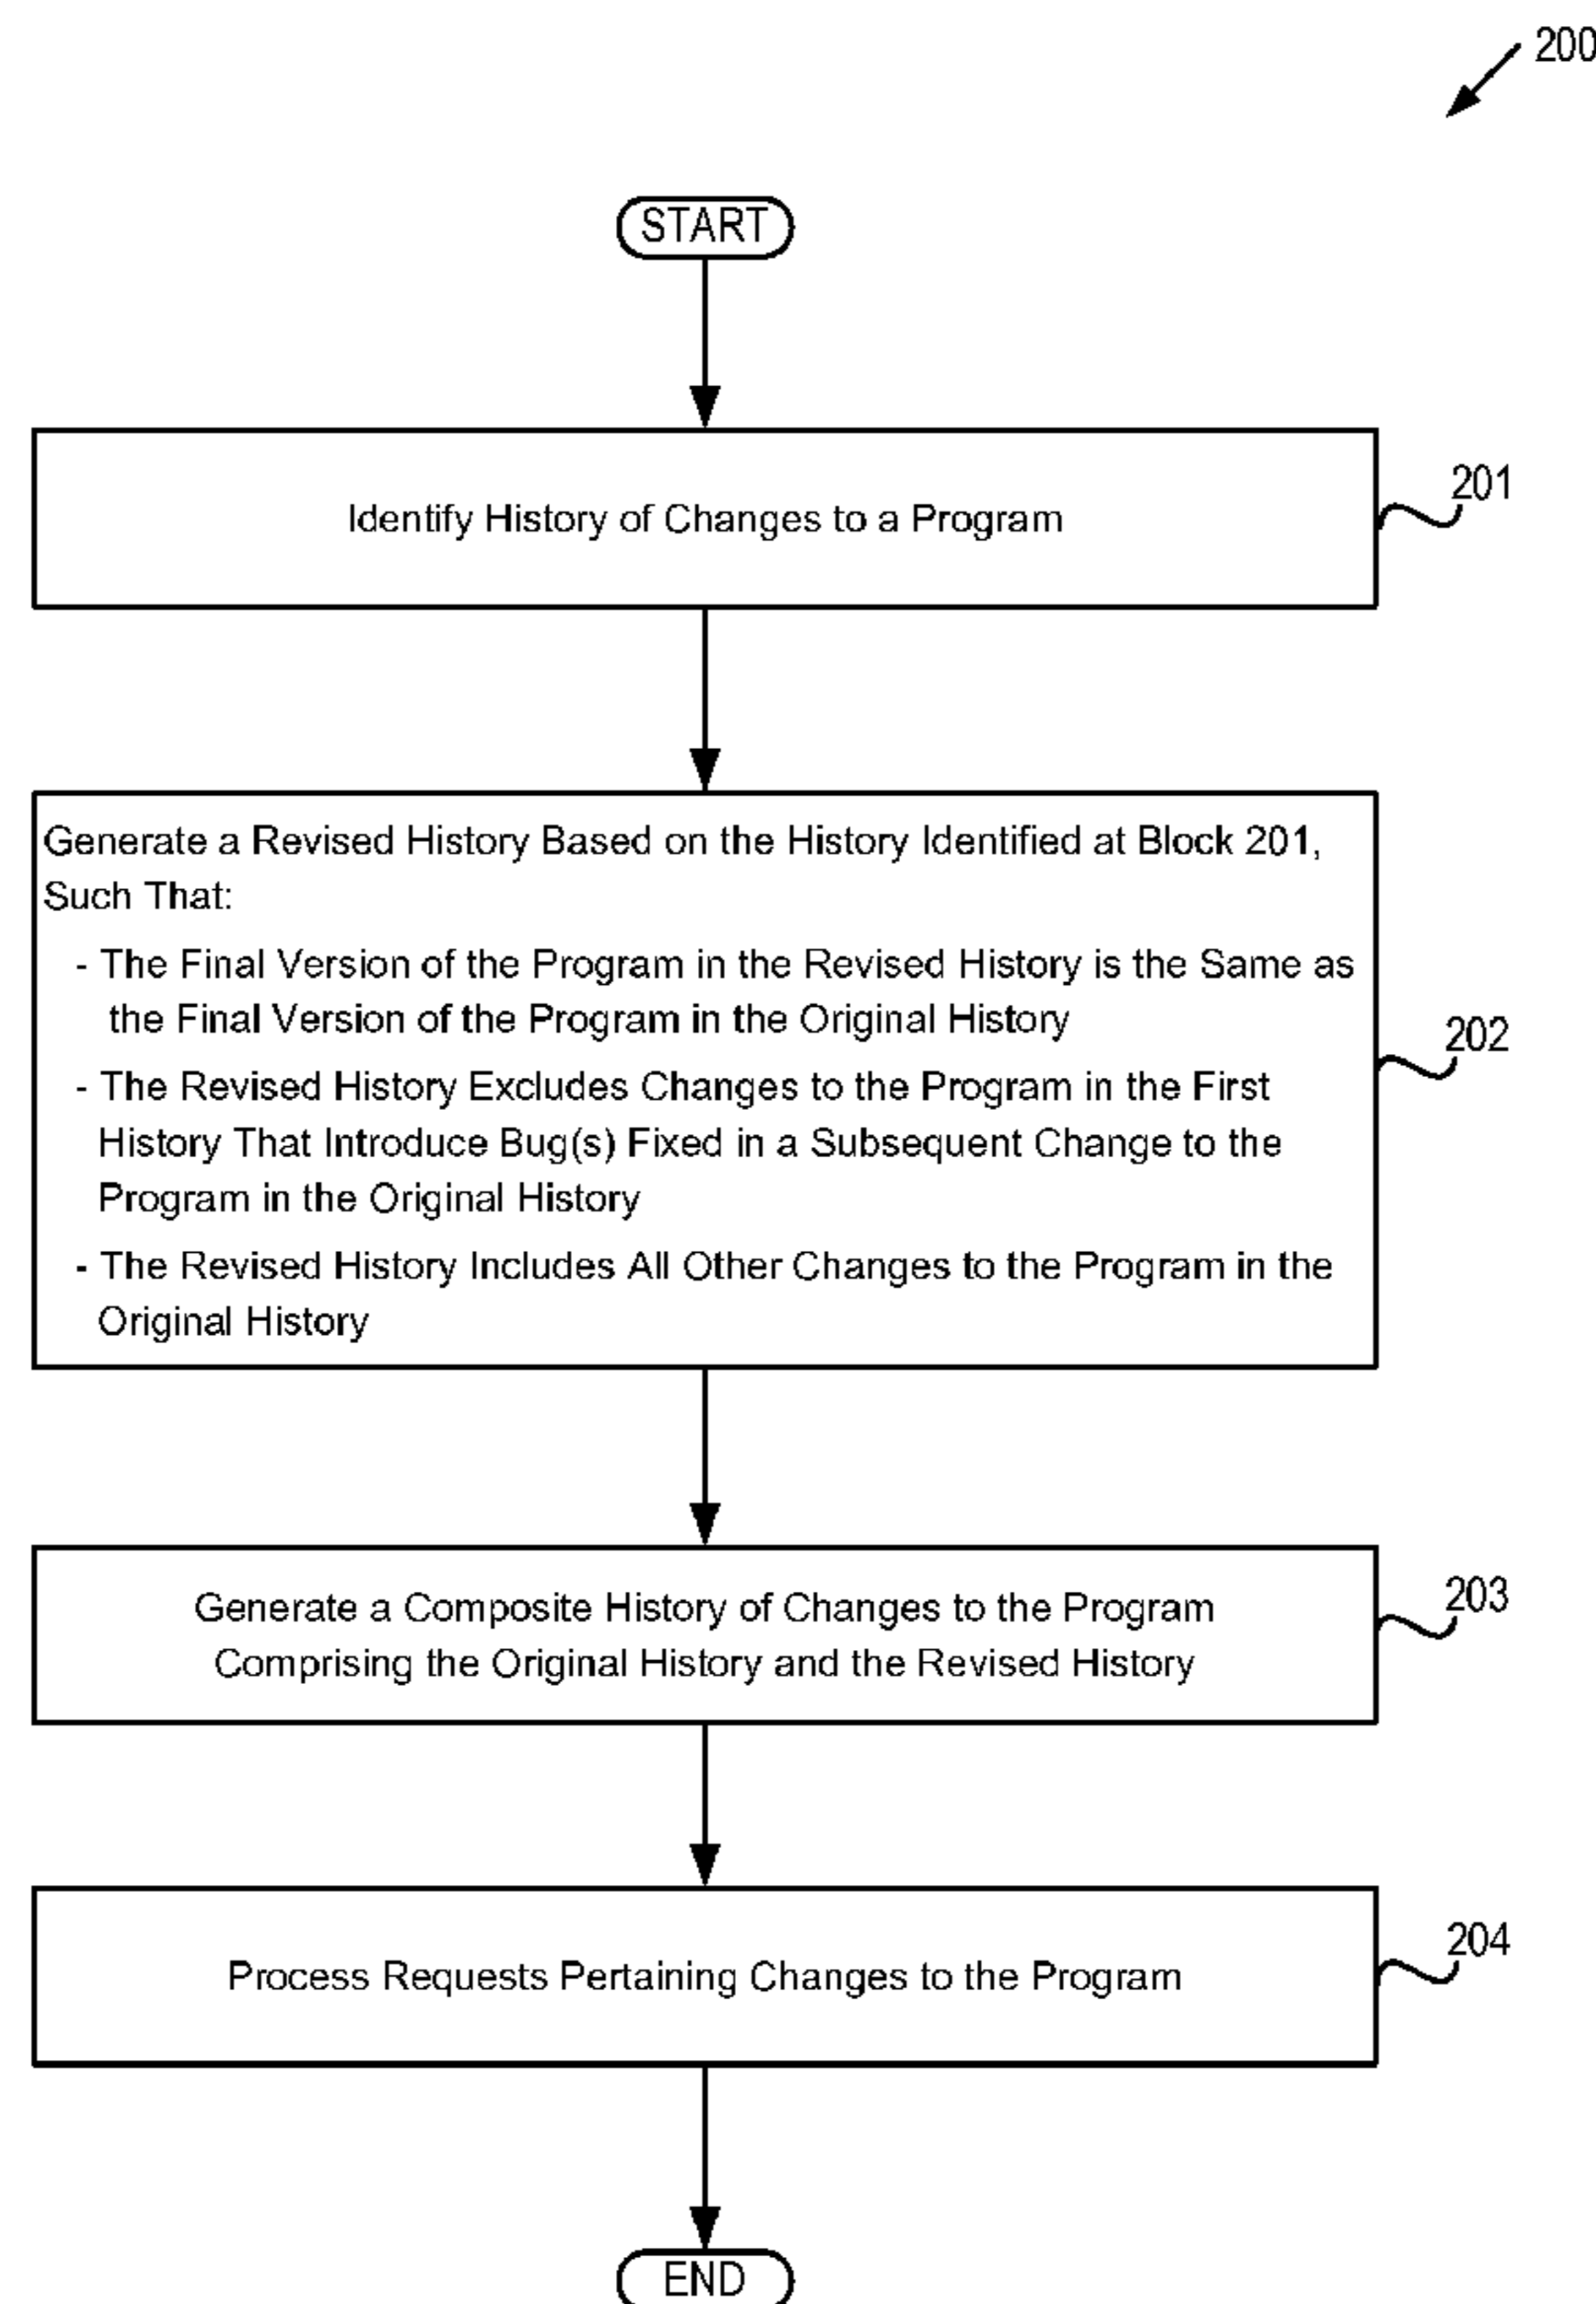 200
START
Identify History of Changes to a Program
201
Generate a Revised History Based on the History Identified at Block 201,
Such That:
- The Final Version of the Program in the Revised History is the Same as
the Final Version of the Program in the Original History
- The Revised History Excludes Changes to the Program in the First
History That Introduce Bug(s) Fixed in a Subsequent Change to the
Program in the Original History
- The Revised History Includes All Other Changes to the Program in the
Original History
202
Generate a Composite History of Changes to the Program
Comprising the Original History and the Revised History
203
Process Requests Pertaining Changes to the Program
204
END